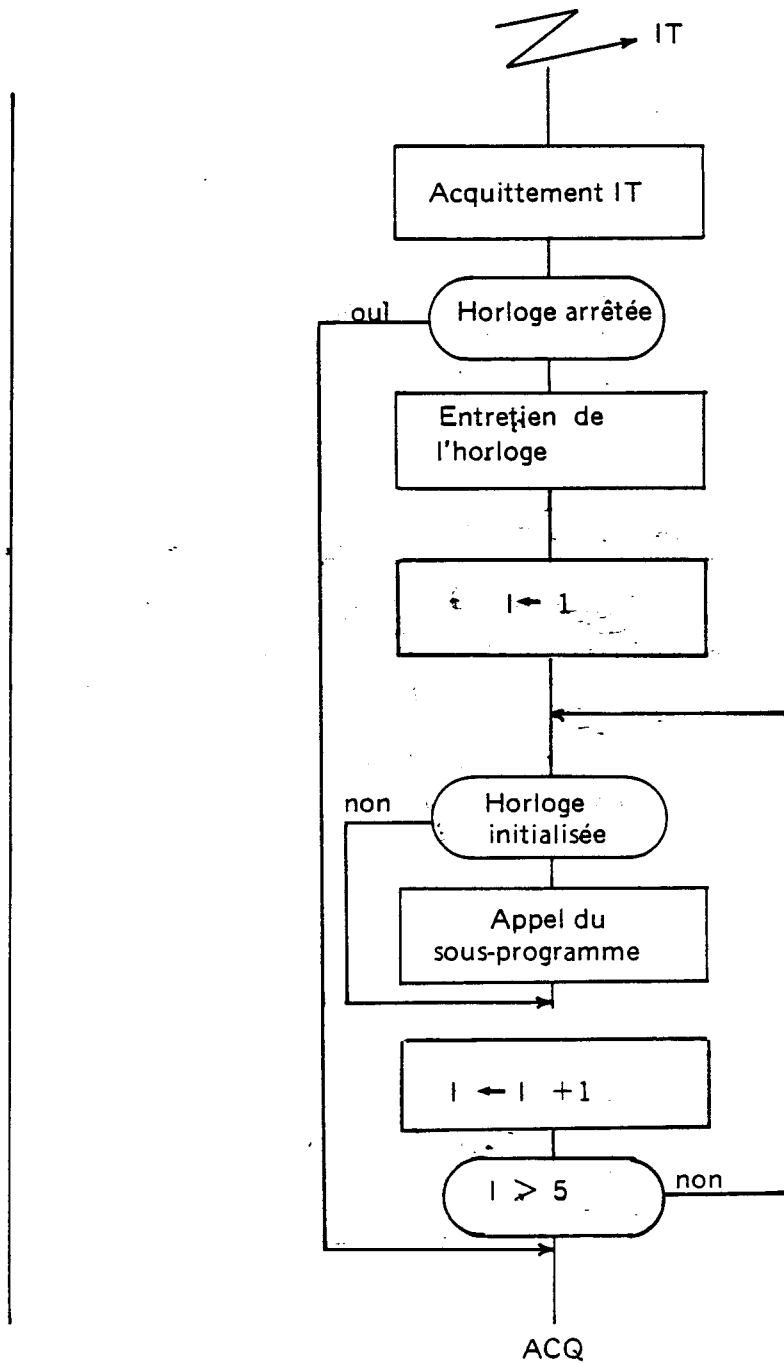 IT
Acquittement IT
oui
Horloge arrêtée
Entretien de
l'horloge
I ← 1
non
Horloge
initialisée
Appel du
sous-programme
I ← I + 1
I ⩾ 5
non
ACQ